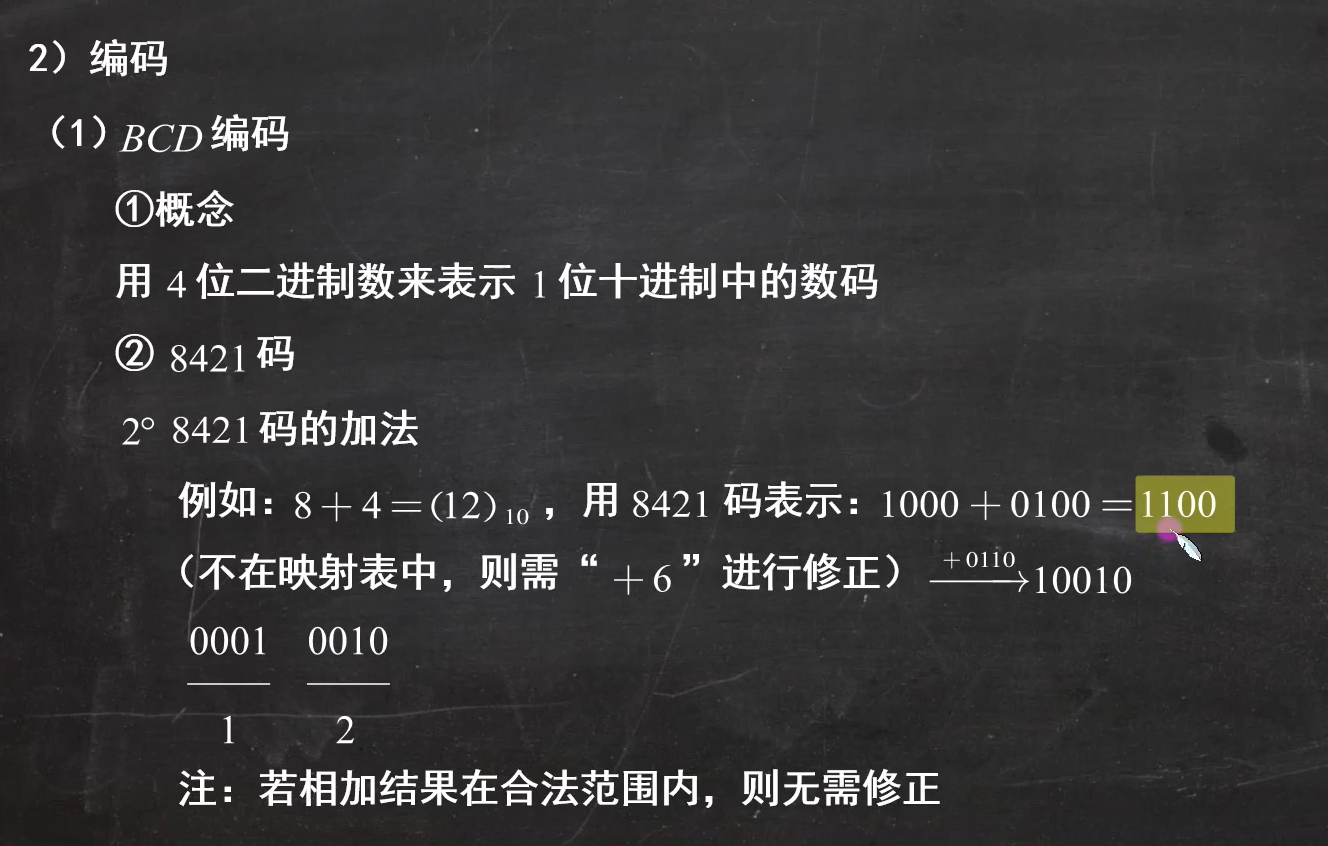 2）编码
（1）BCD 编码
①概念
用 4 位二进制数来表示 1 位十进制中的数码
② 8421 码
2° 8421 码的加法
例如：8＋4＝(12)₁₀ ，用 8421 码表示：1000＋0100＝1100
（不在映射表中，则需“＋6”进行修正） ＋0110→10010
0001 0010
1 2
注：若相加结果在合法范围内，则无需修正